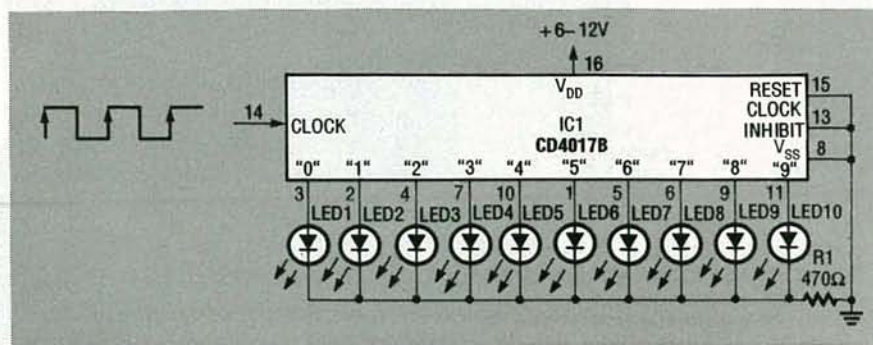 +6–12V
16
V_DD
RESET 15
CLOCK
INHIBIT 13
V_SS 8
14
CLOCK
IC1
CD4017B
"0" "1" "2" "3" "4" "5" "6" "7" "8" "9"
3 2 4 7 10 1 5 6 9 11
LED1 LED2 LED3 LED4 LED5 LED6 LED7 LED8 LED9 LED10
R1
470Ω